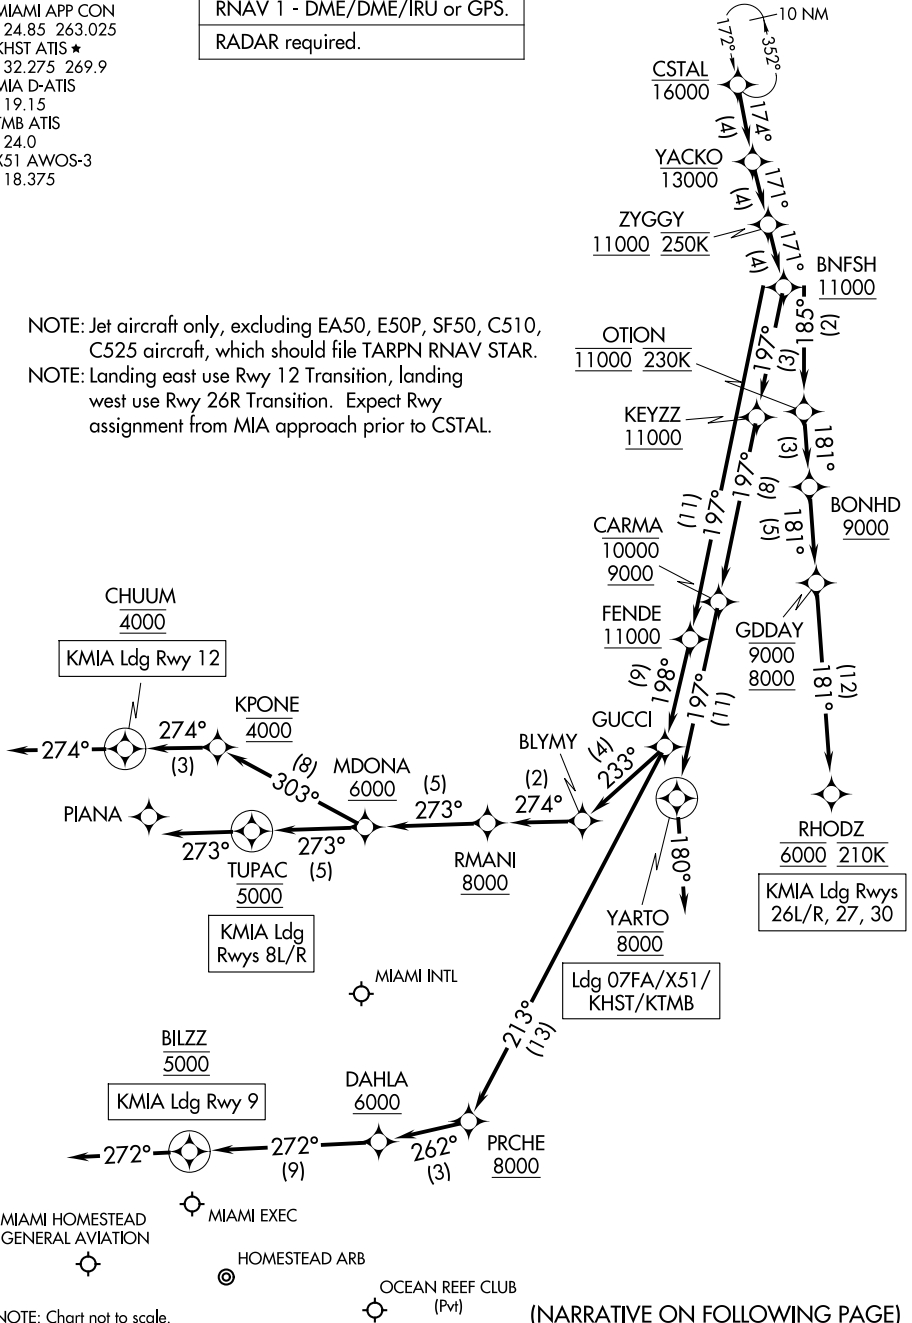 MIAMI APP CON
24.85 263.025
KHST ATIS ★
32.275 269.9
MIA D-ATIS
19.15
TMB ATIS
24.0
X51 AWOS-3
18.375
RNAV 1 - DME/DME/IRU or GPS.
RADAR required.
10 NM
172°
352°
CSTAL
16000
174°
(4)
YACKO
13000
171°
(4)
ZYGGY
11000 250K
171°
(4)
BNFSH
11000
NOTE: Jet aircraft only, excluding EA50, E50P, SF50, C510,
C525 aircraft, which should file TARPN RNAV STAR.
NOTE: Landing east use Rwy 12 Transition, landing
west use Rwy 26R Transition. Expect Rwy
assignment from MIA approach prior to CSTAL.
185°
(2)
OTION
11000 230K
197°
(3)
KEYZZ
11000
181°
(3)
197°
(8)
197°
(11)
BONHD
9000
181°
(5)
CARMA
10000
9000
FENDE
11000
GDDAY
9000
8000
CHUUM
4000
KMIA Ldg Rwy 12
198°
(9)
197°
(11)
181°
(12)
KPONE
4000
GUCCI
274°
274°
(3)
303°
(8)
MDONA
6000
BLYMY
233°
(4)
273°
(5)
274°
(2)
PIANA
273°
TUPAC
5000
273°
(5)
RMANI
8000
180°
RHODZ
6000 210K
KMIA Ldg Rwys
26L/R, 27, 30
KMIA Ldg
Rwys 8L/R
YARTO
8000
Ldg 07FA/X51/
KHST/KTMB
MIAMI INTL
213°
(13)
BILZZ
5000
KMIA Ldg Rwy 9
DAHLA
6000
272°
272°
(9)
262°
(3)
PRCHE
8000
MIAMI EXEC
MIAMI HOMESTEAD
GENERAL AVIATION
HOMESTEAD ARB
OCEAN REEF CLUB
(Pvt)
NOTE: Chart not to scale.
(NARRATIVE ON FOLLOWING PAGE)